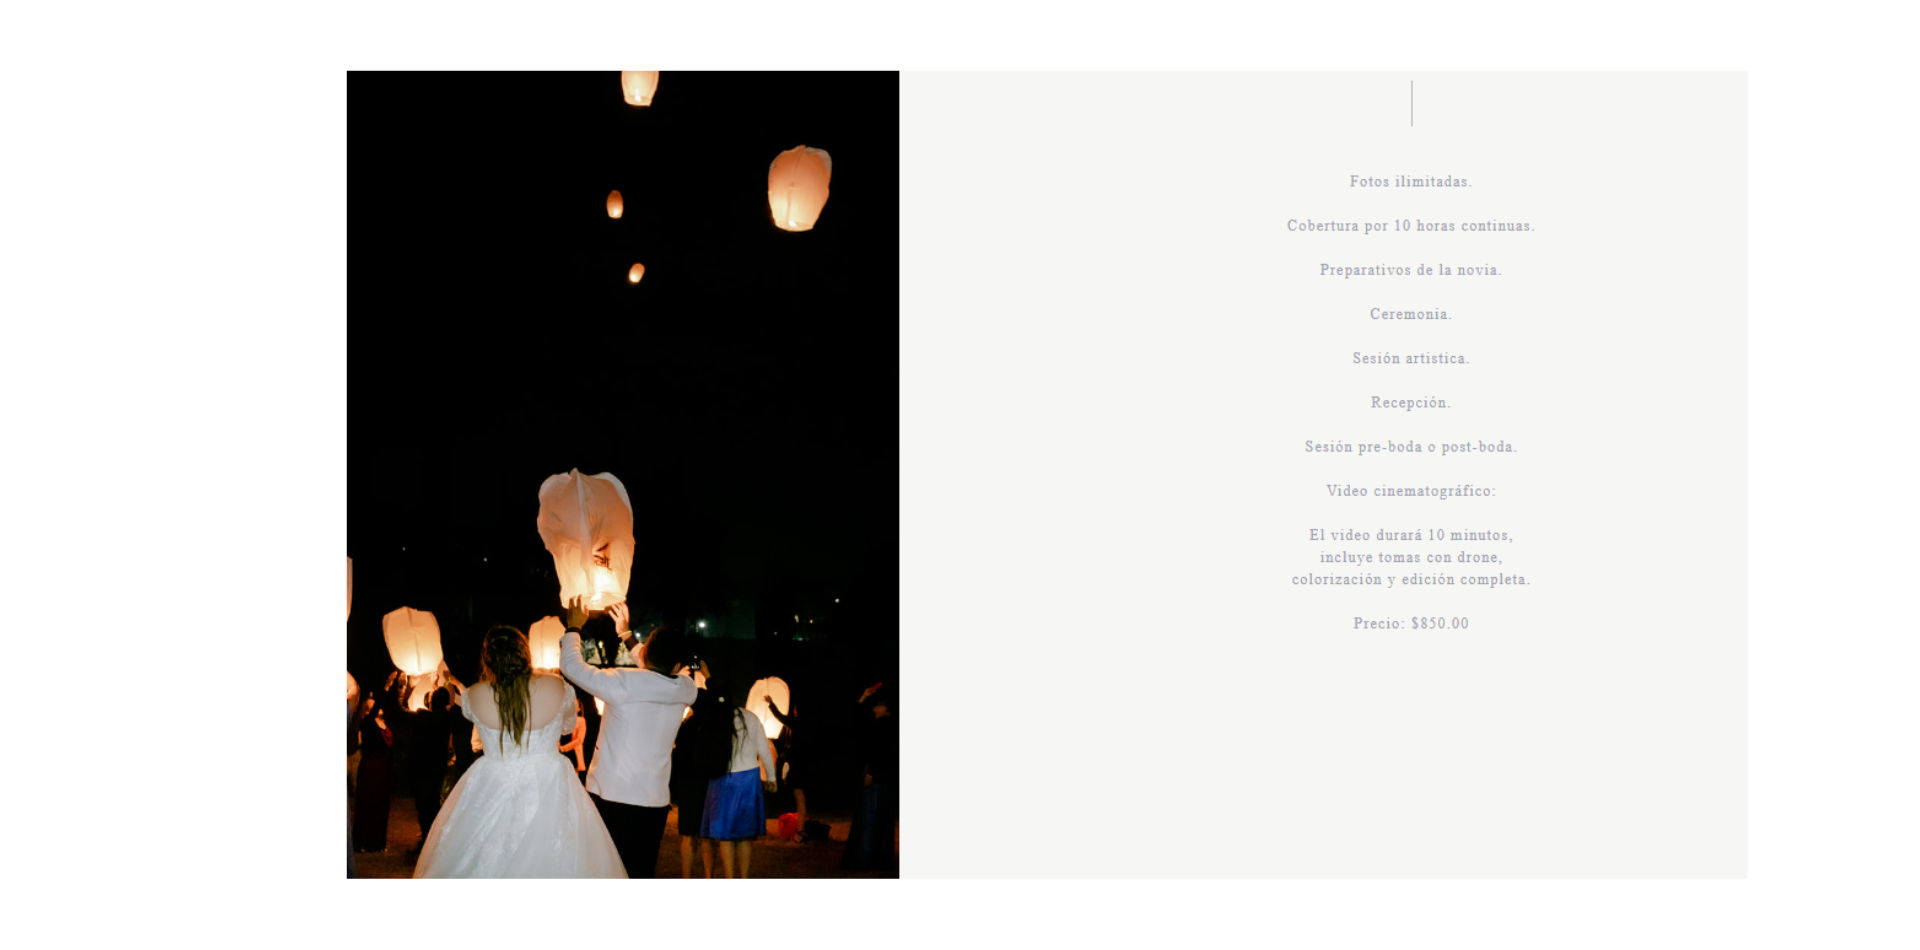 Fotos ilimitadas.
Cobertura por 10 horas continuas.
Preparativos de la novia.
Ceremonia.
Sesión artistica.
Recepción.
Sesión pre-boda o post-boda.
Video cinematográfico:
El video durará 10 minutos,
incluye tomas con drone,
colorización y edición completa.
Precio: $850.00